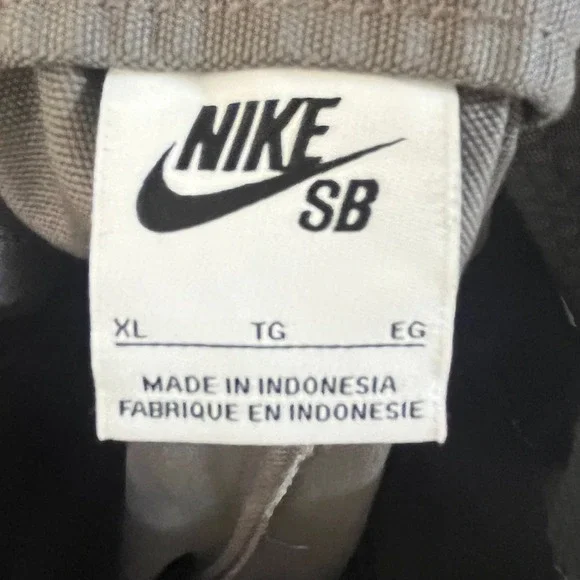 NIKE
SB
XL TG EG
MADE IN INDONESIA
FABRIQUE EN INDONESIE